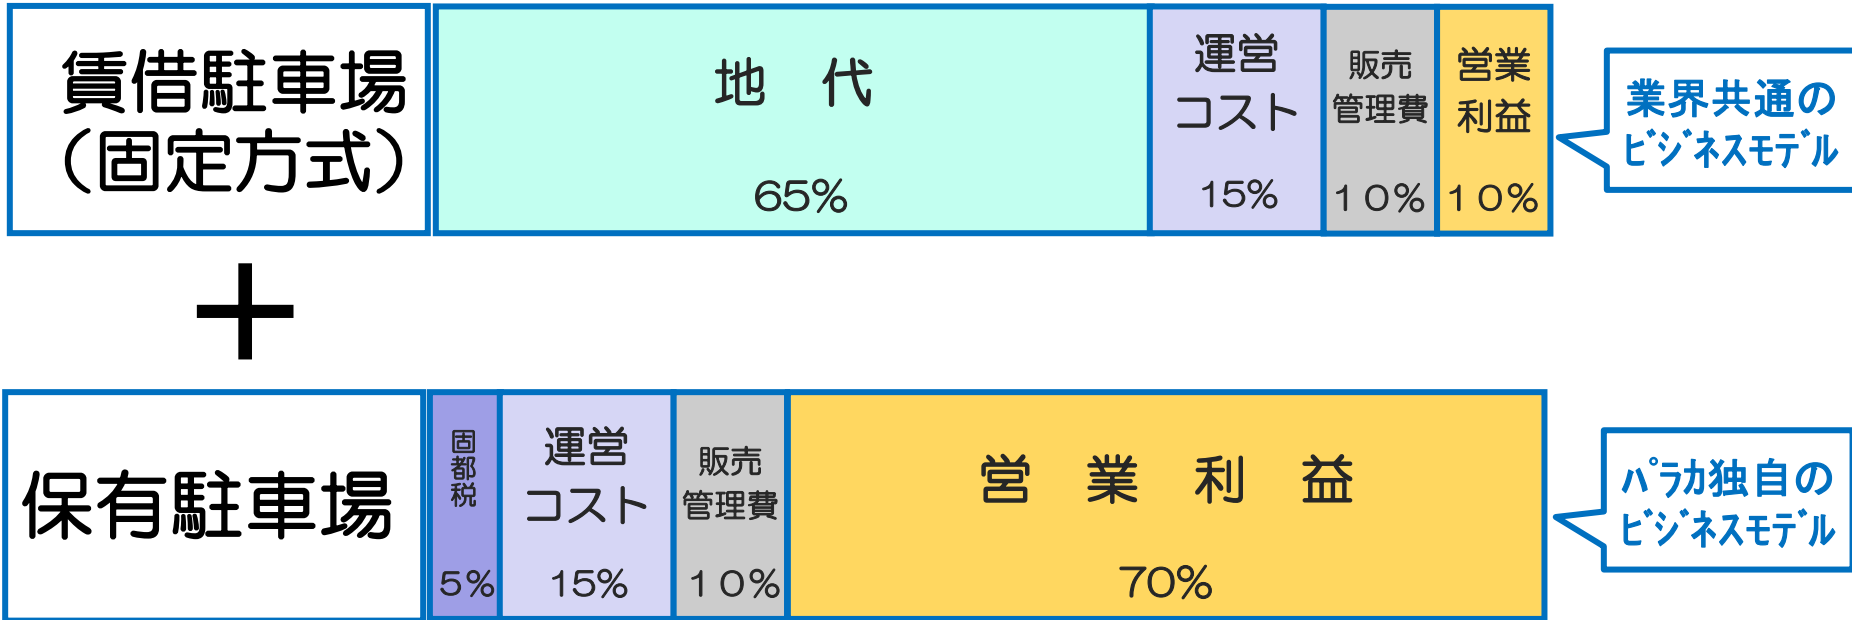 賃借駐車場
(固定方式)
地 代
65%
運営
コスト
15%
販売
管理費
10%
営業
利益
10%
業界共通の
ビジネスモデル
＋
保有駐車場
固都税
5%
運営
コスト
15%
販売
管理費
10%
営 業 利 益
70%
パラカ独自の
ビジネスモデル